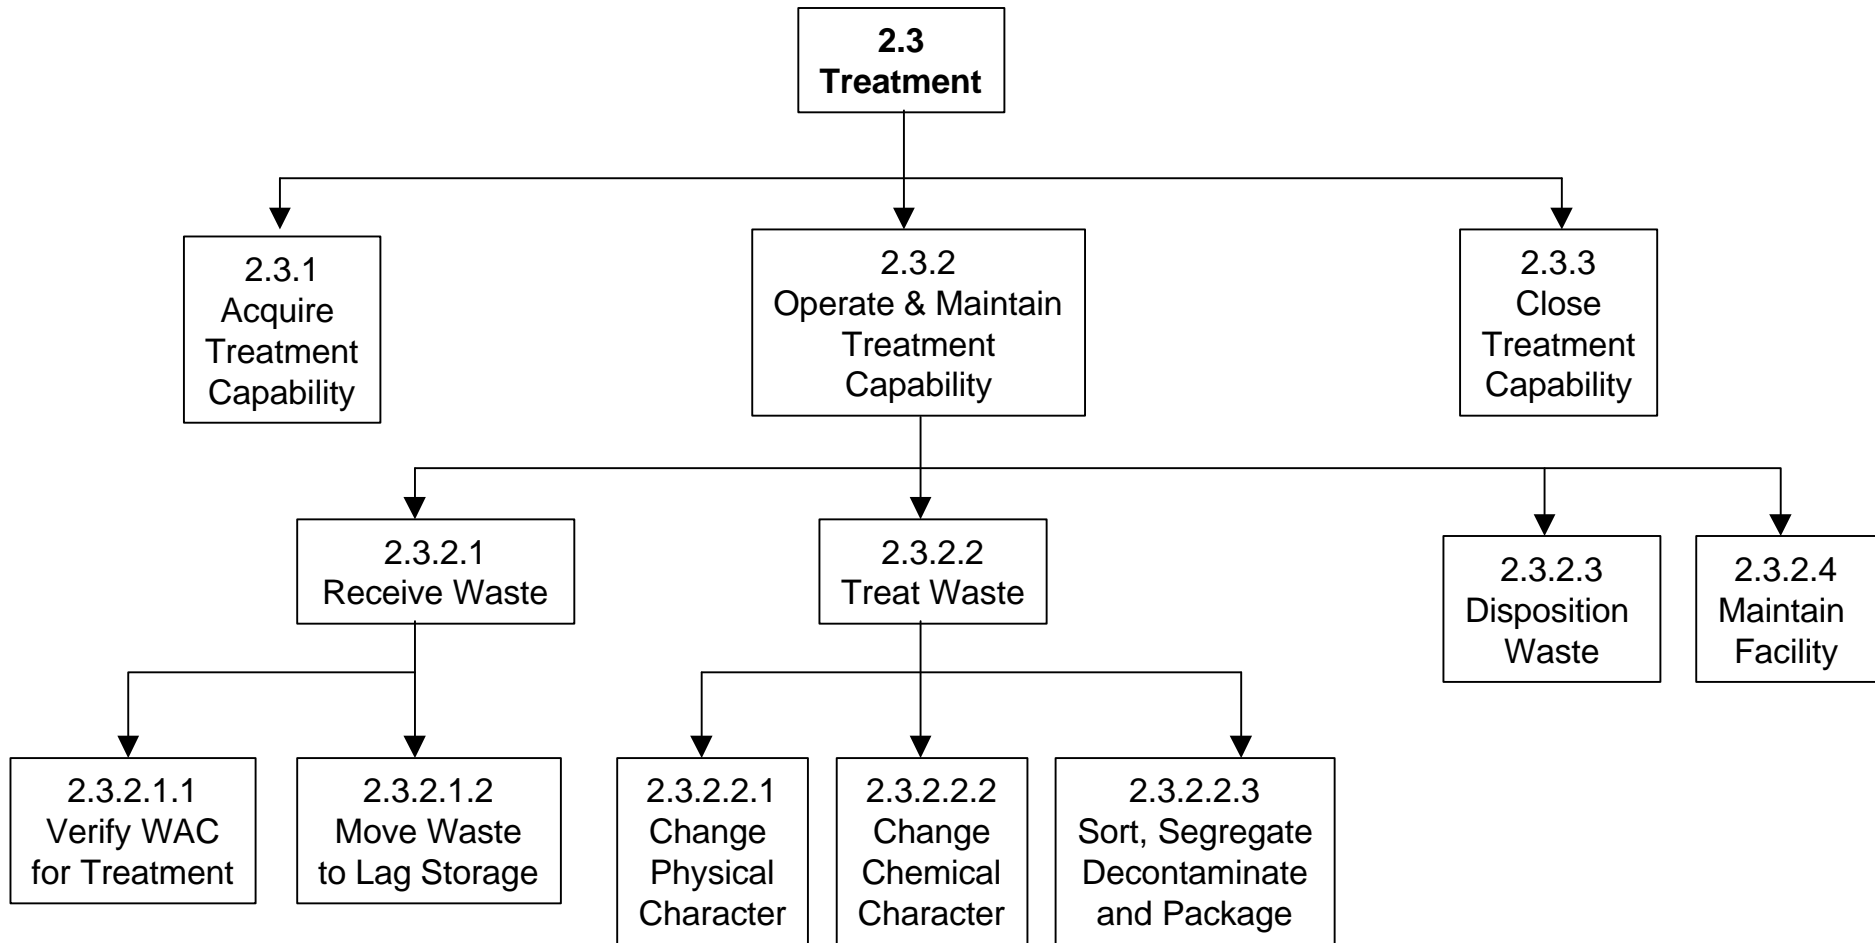 2.3
Treatment
2.3.1
Acquire
Treatment
Capability
2.3.2
Operate & Maintain
Treatment
Capability
2.3.3
Close
Treatment
Capability
2.3.2.1
Receive Waste
2.3.2.2
Treat Waste
2.3.2.3
Disposition
Waste
2.3.2.4
Maintain
Facility
2.3.2.1.1
Verify WAC
for Treatment
2.3.2.1.2
Move Waste
to Lag Storage
2.3.2.2.1
Change
Physical
Character
2.3.2.2.2
Change
Chemical
Character
2.3.2.2.3
Sort, Segregate
Decontaminate
and Package